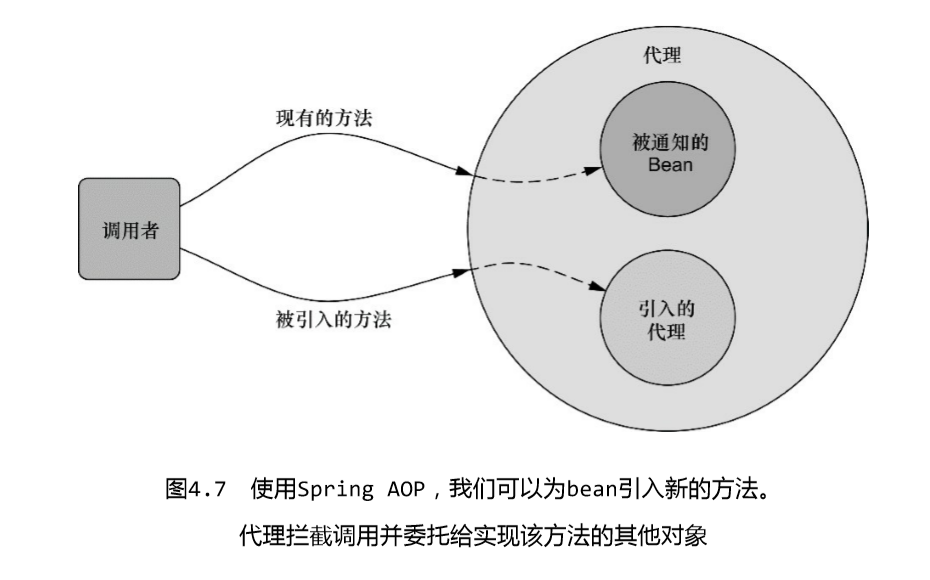 代理
现有的方法
被通知的
Bean
调用者
引入的
代理
被引入的方法
图4.7 使用Spring AOP，我们可以为bean引入新的方法。
代理拦截调用并委托给实现该方法的其他对象